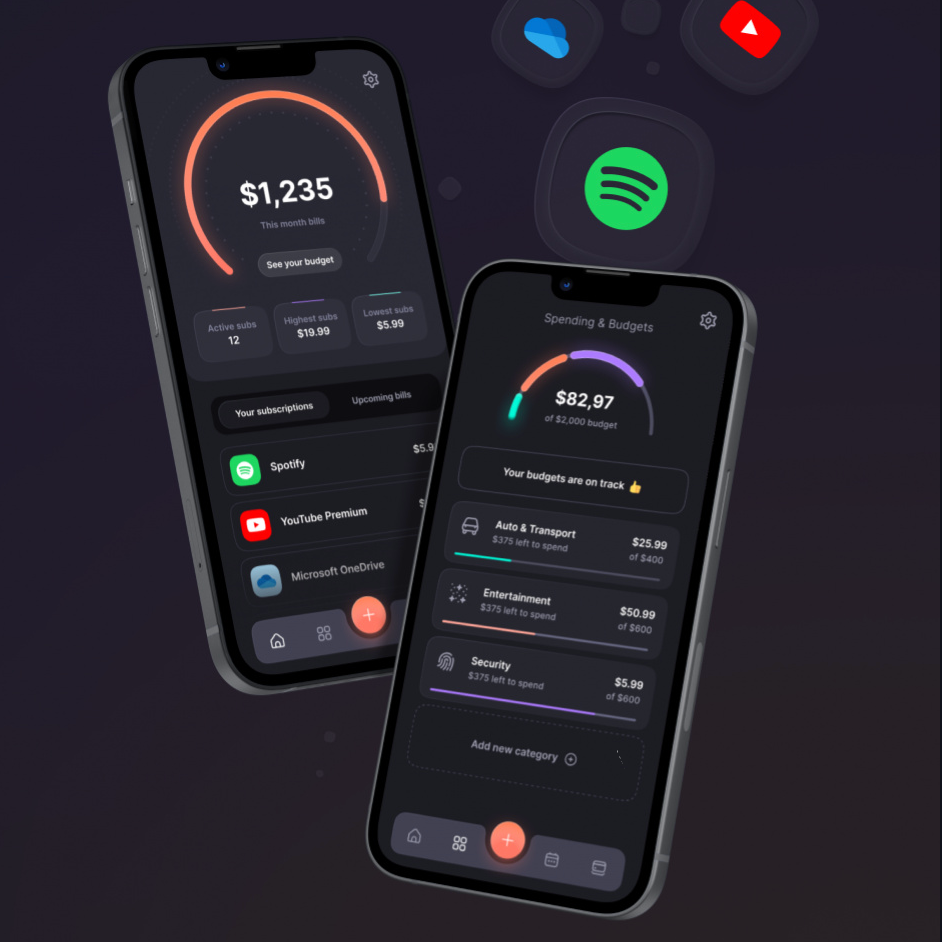 $1,235
This month bills
See your budget
Active subs
12
Highest subs
$19.99
Lowest subs
$5.99
Your subscriptions
Upcoming bills
Spotify
$5.9
YouTube Premium
$
Microsoft OneDrive
Spending & Budgets
$82,97
of $2,000 budget
Your budgets are on track 👍
Auto & Transport
$25.99
$375 left to spend
of $400
Entertainment
$50.99
$375 left to spend
of $600
Security
$5.99
$375 left to spend
of $600
Add new category